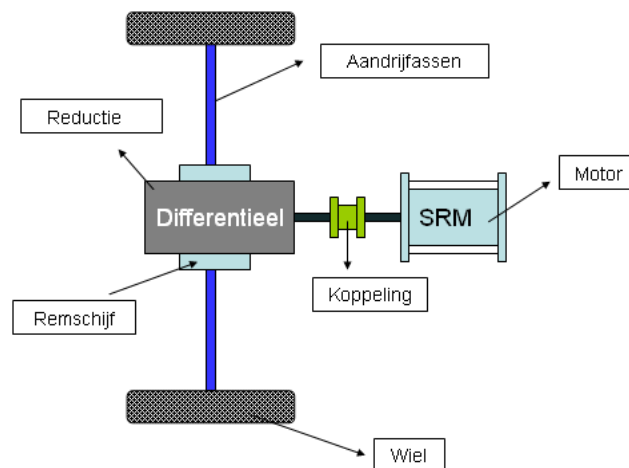 Aandrijfassen
Reductie
Motor
Differentieel
SRM
Koppeling
Remschijf
Wiel